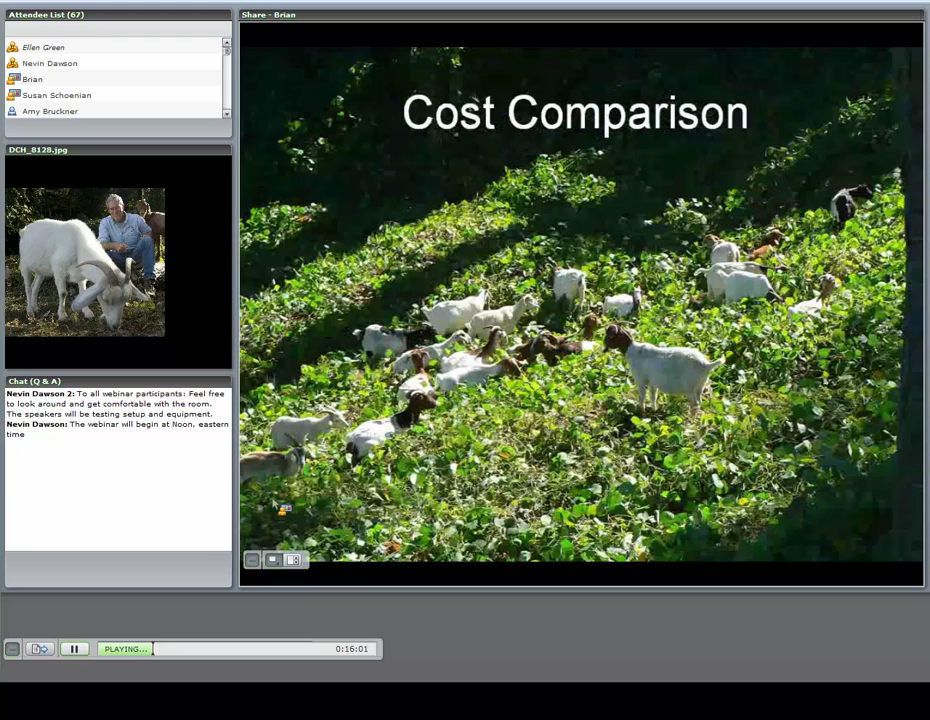 Attendee List (67)
Ellen Green
Nevin Dawson
Brian
Susan Schoenian
Amy Bruckner
DCH_8128.jpg
Chat (Q & A)
Nevin Dawson 2: To all webinar participants: Feel free
to look around and get comfortable with the room.
The speakers will be testing setup and equipment.
Nevin Dawson: The webinar will begin at Noon, eastern
time
Share - Brian
Cost Comparison
PLAYING...
0:16:01